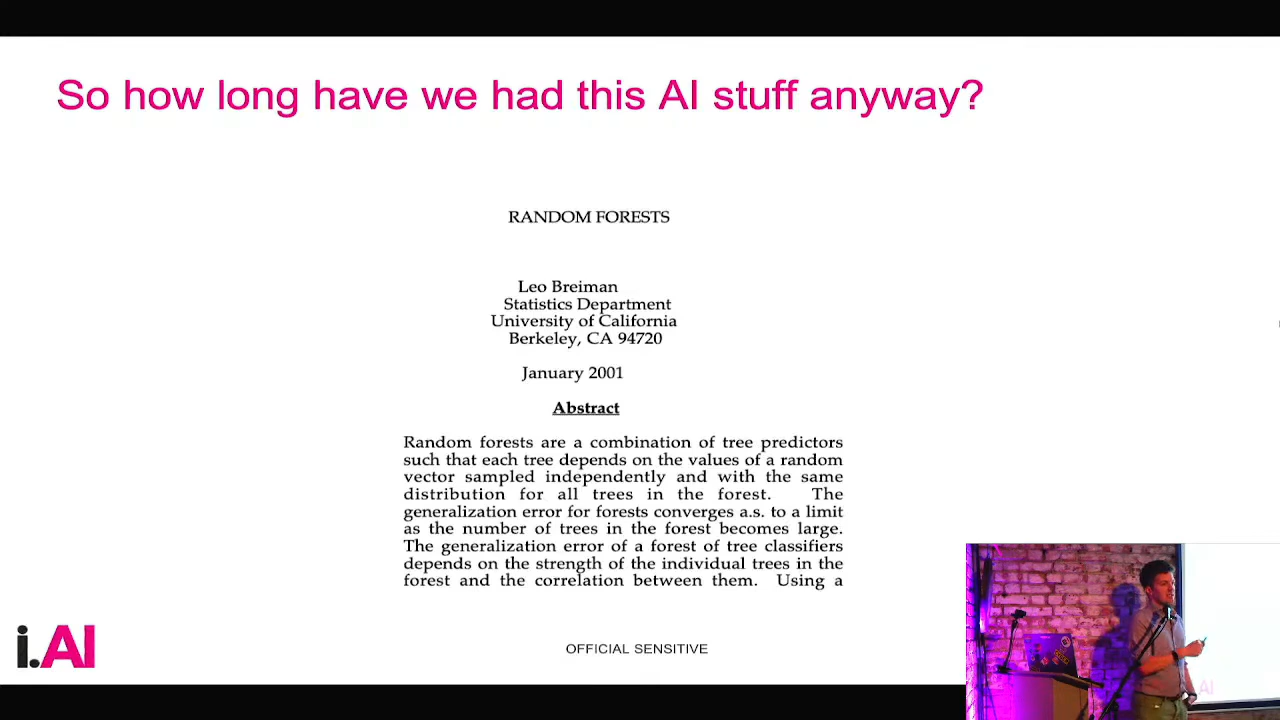 So how long have we had this AI stuff anyway?
RANDOM FORESTS
Leo Breiman
Statistics Department
University of California
Berkeley, CA 94720
January 2001
Abstract
Random forests are a combination of tree predictors
such that each tree depends on the values of a random
vector sampled independently and with the same
distribution for all trees in the forest. The
generalization error for forests converges a.s. to a limit
as the number of trees in the forest becomes large.
The generalization error of a forest of tree classifiers
depends on the strength of the individual trees in the
forest and the correlation between them. Using a
i.AI
OFFICIAL SENSITIVE
AI